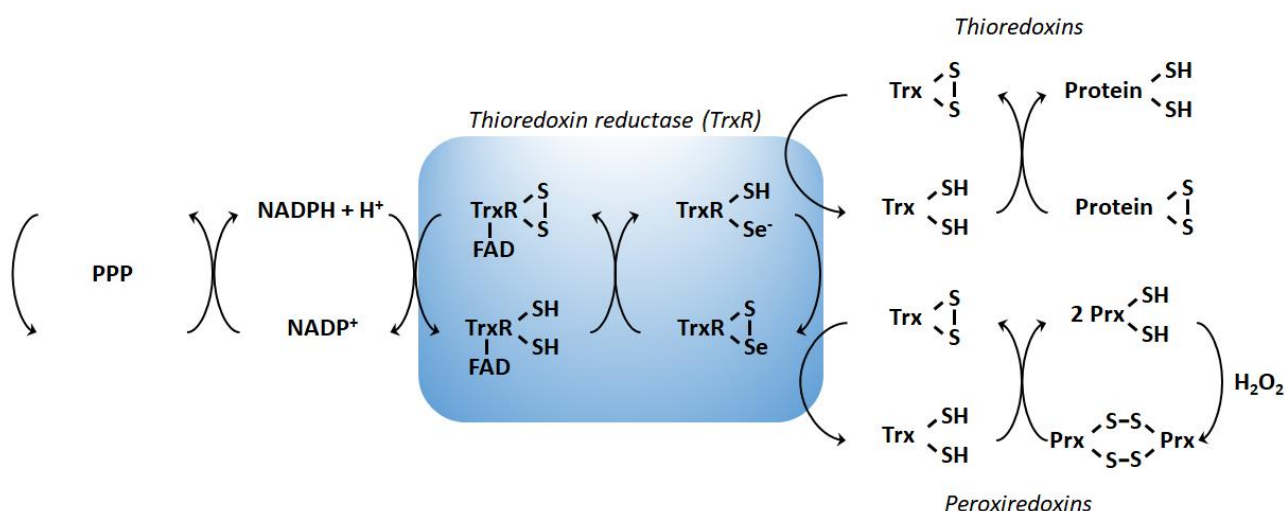 Thioredoxins
Trx S S
Protein SH SH
Thioredoxin reductase (TrxR)
NADPH + H⁺
TrxR S S
FAD
TrxR SH Se⁻
Trx SH SH
Protein S S
PPP
NADP⁺
TrxR SH SH
FAD
TrxR S Se
Trx S S
2 Prx SH SH
H₂O₂
Trx SH SH
Prx S–S S–S Prx
Peroxiredoxins